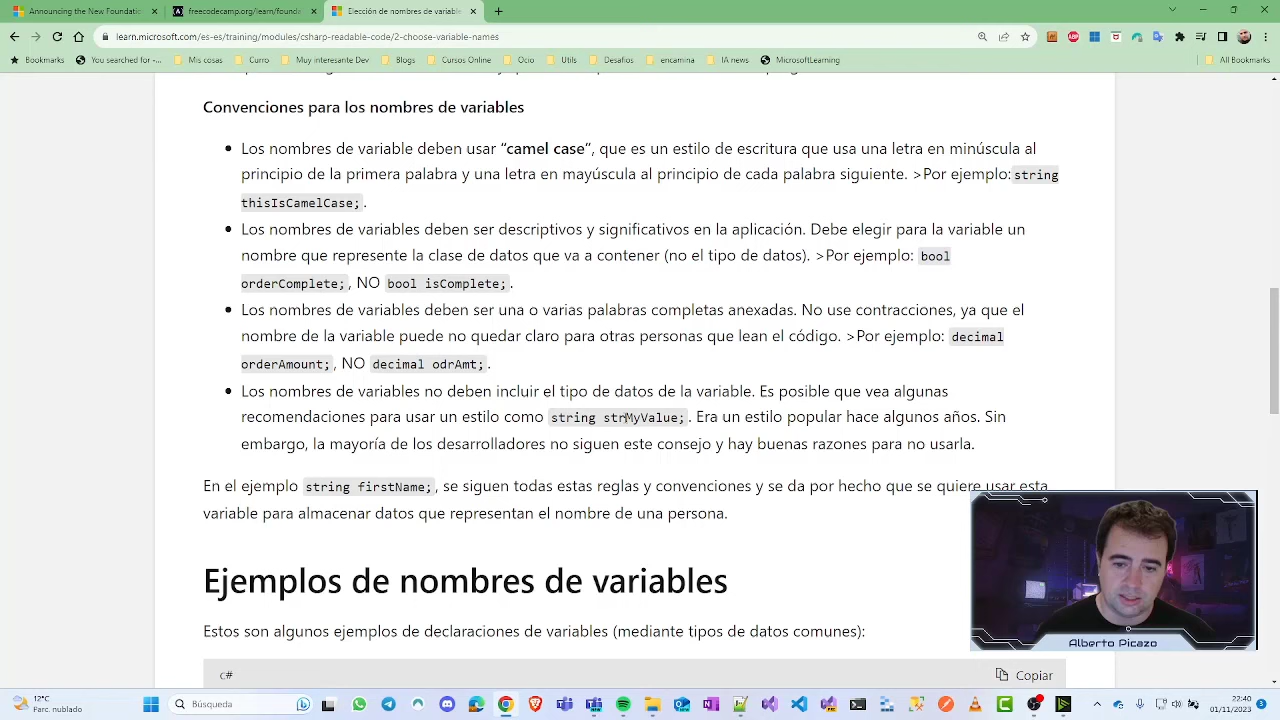 Announcing the New Foundatic
freecodecamp.org/learn/foundi
Elección de nombres de variable
learn.microsoft.com/es-es/training/modules/csharp-readable-code/2-choose-variable-names
Bookmarks
You searched for -...
Mis cosas
Curro
Muy interesante Dev
Blogs
Cursos Online
Ocio
Utils
Desafios
encamina
IA news
MicrosoftLearning
All Bookmarks
Convenciones para los nombres de variables
Los nombres de variable deben usar “camel case”, que es un estilo de escritura que usa una letra en minúscula al
principio de la primera palabra y una letra en mayúscula al principio de cada palabra siguiente. >Por ejemplo: string
thisIsCamelCase;.
Los nombres de variables deben ser descriptivos y significativos en la aplicación. Debe elegir para la variable un
nombre que represente la clase de datos que va a contener (no el tipo de datos). >Por ejemplo: bool
orderComplete;, NO bool isComplete;.
Los nombres de variables deben ser una o varias palabras completas anexadas. No use contracciones, ya que el
nombre de la variable puede no quedar claro para otras personas que lean el código. >Por ejemplo: decimal
orderAmount;, NO decimal odrAmt;.
Los nombres de variables no deben incluir el tipo de datos de la variable. Es posible que vea algunas
recomendaciones para usar un estilo como string strMyValue;. Era un estilo popular hace algunos años. Sin
embargo, la mayoría de los desarrolladores no siguen este consejo y hay buenas razones para no usarla.
En el ejemplo string firstName;, se siguen todas estas reglas y convenciones y se da por hecho que se quiere usar esta
variable para almacenar datos que representan el nombre de una persona.
Ejemplos de nombres de variables
Estos son algunos ejemplos de declaraciones de variables (mediante tipos de datos comunes):
C#
Copiar
Alberto Picazo
12°C
Parc. nublado
Búsqueda
22:40
01/11/2023
3